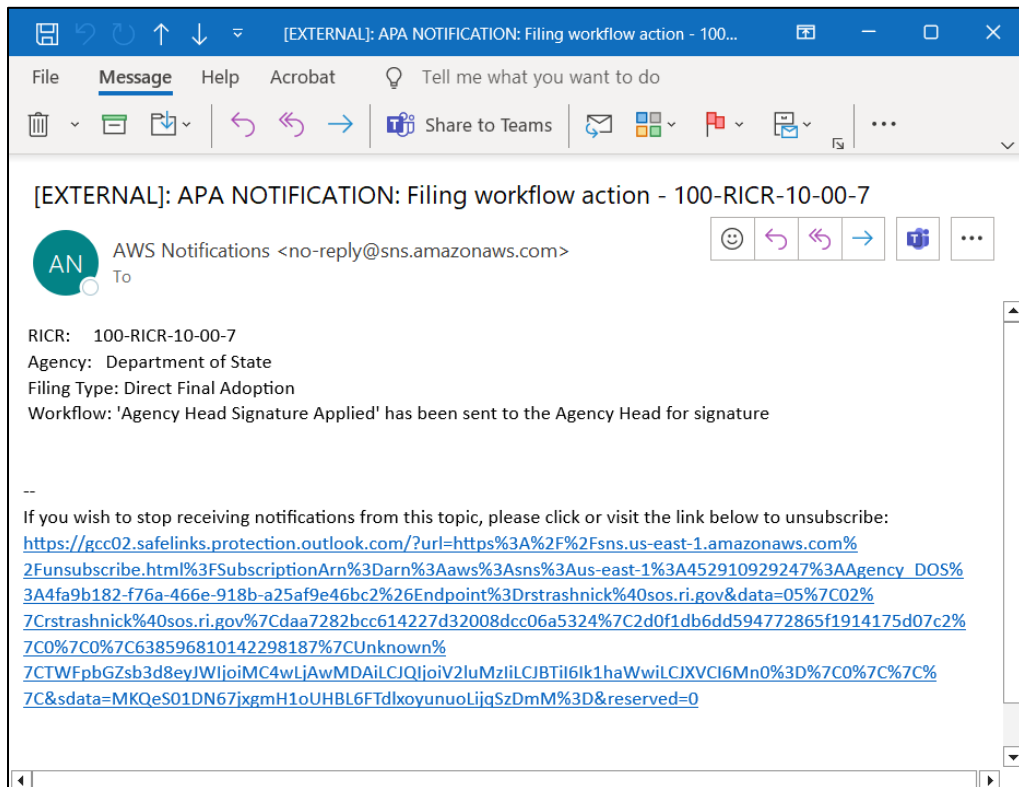 [EXTERNAL]: APA NOTIFICATION: Filing workflow action - 100...
File Message Help Acrobat Tell me what you want to do
Share to Teams
[EXTERNAL]: APA NOTIFICATION: Filing workflow action - 100-RICR-10-00-7
AN
AWS Notifications <no-reply@sns.amazonaws.com>
To
RICR: 100-RICR-10-00-7
Agency: Department of State
Filing Type: Direct Final Adoption
Workflow: 'Agency Head Signature Applied' has been sent to the Agency Head for signature
--
If you wish to stop receiving notifications from this topic, please click or visit the link below to unsubscribe:
https://gcc02.safelinks.protection.outlook.com/?url=https%3A%2F%2Fsns.us-east-1.amazonaws.com%
2Funsubscribe.html%3FSubscriptionArn%3Darn%3Aaws%3Asns%3Aus-east-1%3A452910929247%3AAgency_DOS%
3A4fa9b182-f76a-466e-918b-a25af9e46bc2%26Endpoint%3Drstrashnick%40sos.ri.gov&data=05%7C02%
7Crstrashnick%40sos.ri.gov%7Cdaa7282bcc614227d32008dcc06a5324%7C2d0f1db6dd594772865f1914175d07c2%
7C0%7C0%7C638596810142298187%7CUnknown%
7CTWFpbGZsb3d8eyJWIjoiMC4wLjAwMDAiLCJQIjoiV2luMzIiLCJBTiI6Ik1haWwiLCJXVCI6Mn0%3D%7C0%7C%7C%
7C&sdata=MKQeS01DN67jxgmH1oUHBL6FTdlxoyunuoLijqSzDmM%3D&reserved=0